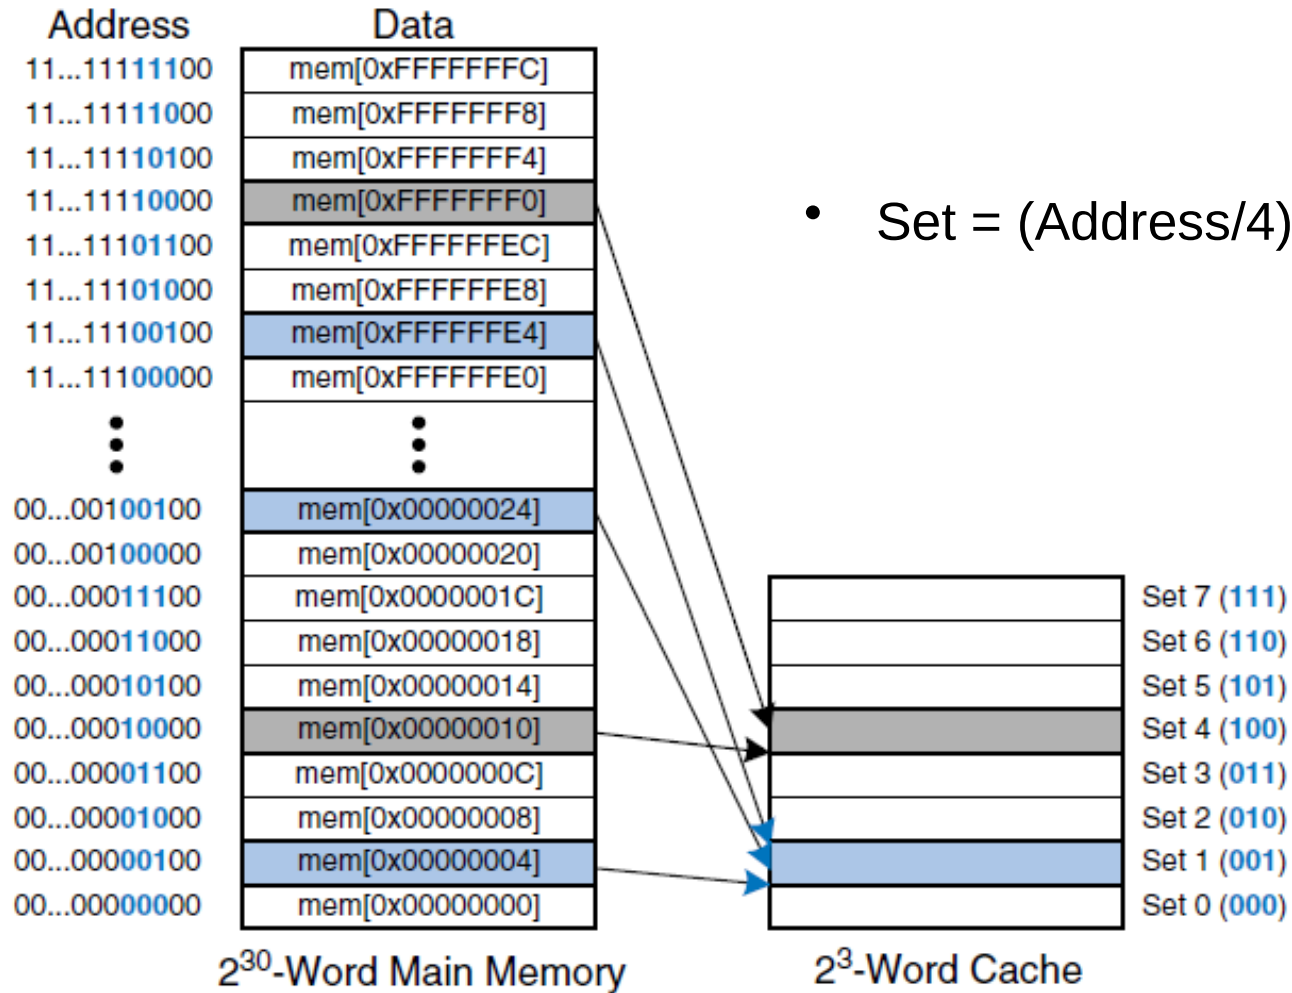 Address Data
11...11111100 mem[0xFFFFFFFC]
11...11111000 mem[0xFFFFFFF8]
11...11110100 mem[0xFFFFFFF4]
11...11110000 mem[0xFFFFFFF0]
11...11101100 mem[0xFFFFFFEC]
11...11101000 mem[0xFFFFFFE8]
11...11100100 mem[0xFFFFFFE4]
11...11100000 mem[0xFFFFFFE0]
• Set = (Address/4)
00...00100100 mem[0x00000024]
00...00100000 mem[0x00000020]
00...00011100 mem[0x0000001C]
00...00011000 mem[0x00000018]
00...00010100 mem[0x00000014]
00...00010000 mem[0x00000010]
00...00001100 mem[0x0000000C]
00...00001000 mem[0x00000008]
00...00000100 mem[0x00000004]
00...00000000 mem[0x00000000]
2³⁰-Word Main Memory
Set 7 (111)
Set 6 (110)
Set 5 (101)
Set 4 (100)
Set 3 (011)
Set 2 (010)
Set 1 (001)
Set 0 (000)
2³-Word Cache